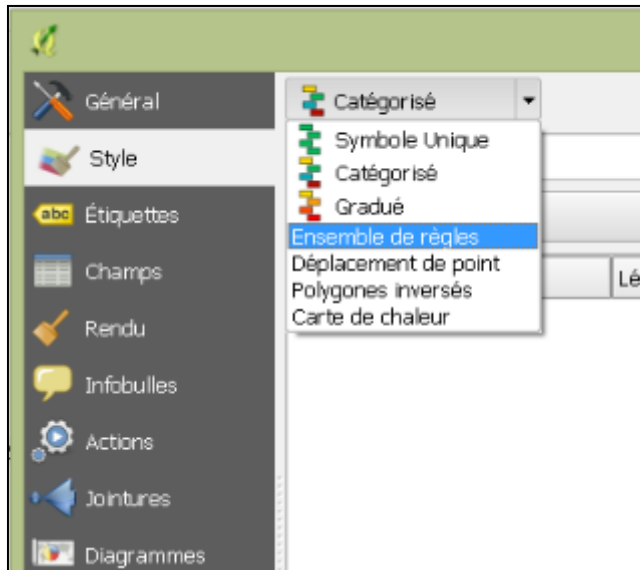 Général
Style
abc Étiquettes
Champs
Rendu
Infobulles
Actions
Jointures
Diagrammes
Catégorisé
Symbole Unique
Catégorisé
Gradué
Ensemble de règles
Déplacement de point
Polygones inversés
Carte de chaleur
Lé